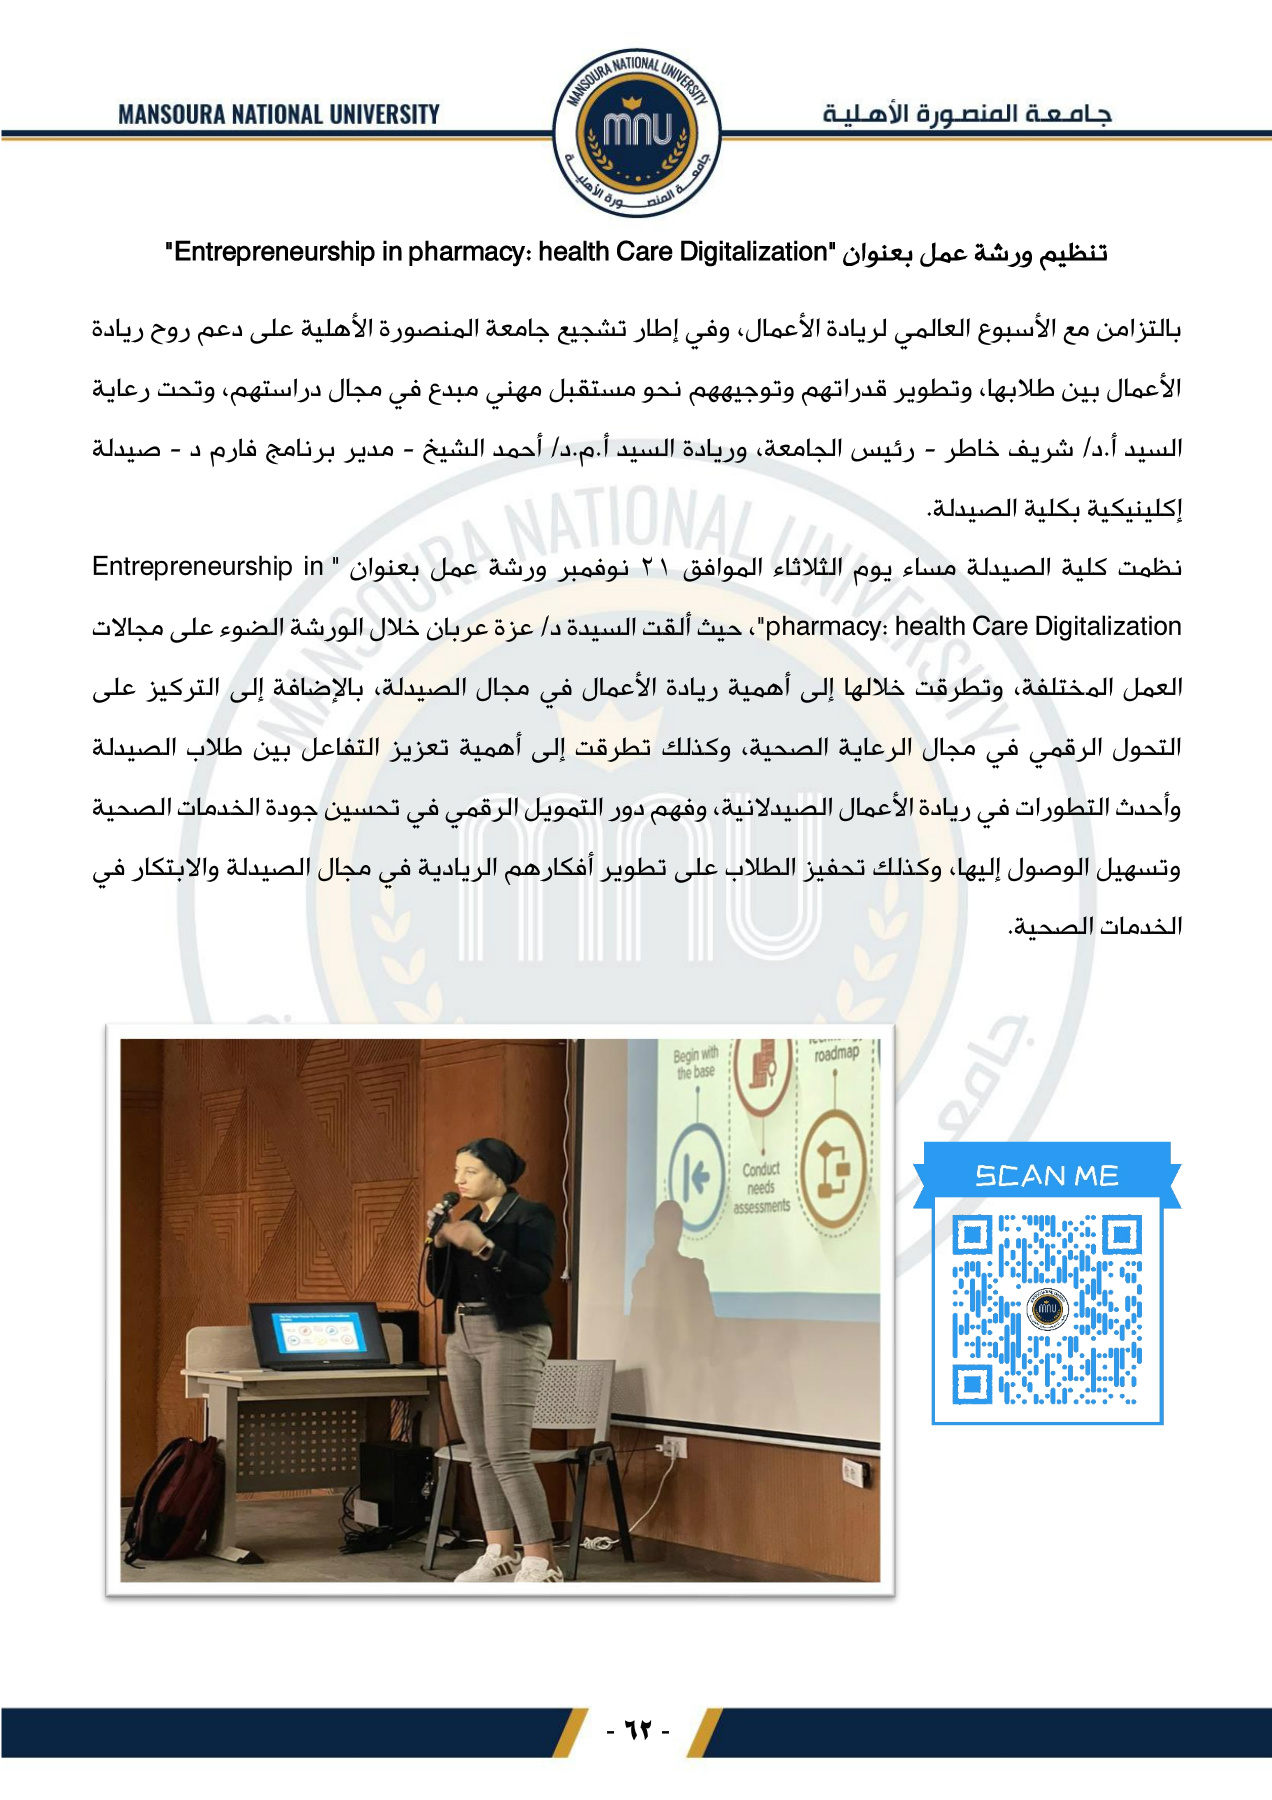 MANSOURA NATIONAL UNIVERSITY
جامعة المنصورة الأهلية
MANSOURA NATIONAL UNIVERSITY
mnu
جامعة المنصورة الأهلية
تنظيم ورشة عمل بعنوان "Entrepreneurship in pharmacy: health Care Digitalization"
بالتزامن مع الأسبوع العالمي لريادة الأعمال، وفي إطار تشجيع جامعة المنصورة الأهلية على دعم روح ريادة
الأعمال بين طلابها، وتطوير قدراتهم وتوجيههم نحو مستقبل مهني مبدع في مجال دراستهم، وتحت رعاية
السيد أ.د/ شريف خاطر - رئيس الجامعة، وريادة السيد أ.م.د/ أحمد الشيخ - مدير برنامج فارم د - صيدلة
إكلينيكية بكلية الصيدلة.
نظمت كلية الصيدلة مساء يوم الثلاثاء الموافق ٢١ نوفمبر ورشة عمل بعنوان " Entrepreneurship in
pharmacy: health Care Digitalization"، حيث ألقت السيدة د/ عزة عربان خلال الورشة الضوء على مجالات
العمل المختلفة، وتطرقت خلالها إلى أهمية ريادة الأعمال في مجال الصيدلة، بالإضافة إلى التركيز على
التحول الرقمي في مجال الرعاية الصحية، وكذلك تطرقت إلى أهمية تعزيز التفاعل بين طلاب الصيدلة
وأحدث التطورات في ريادة الأعمال الصيدلانية، وفهم دور التمويل الرقمي في تحسين جودة الخدمات الصحية
وتسهيل الوصول إليها، وكذلك تحفيز الطلاب على تطوير أفكارهم الريادية في مجال الصيدلة والابتكار في
الخدمات الصحية.
Begin with
the base
roadmap
Conduct
needs
assessments
SCAN ME
mnu
- ٦٢ -